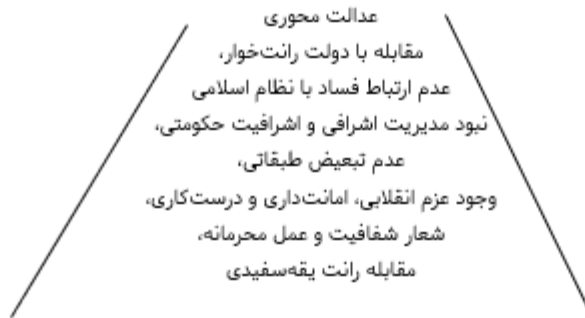 عدالت محوری
مقابله با دولت رانت‌خوار،
عدم ارتباط فساد با نظام اسلامی
نبود مدیریت اشرافی و اشرافیت حکومتی،
عدم تبعیض طبقاتی،
وجود عزم انقلابی، امانت‌داری و درست‌کاری،
شعار شفافیت و عمل محرمانه،
مقابله رانت یقه‌سفیدی